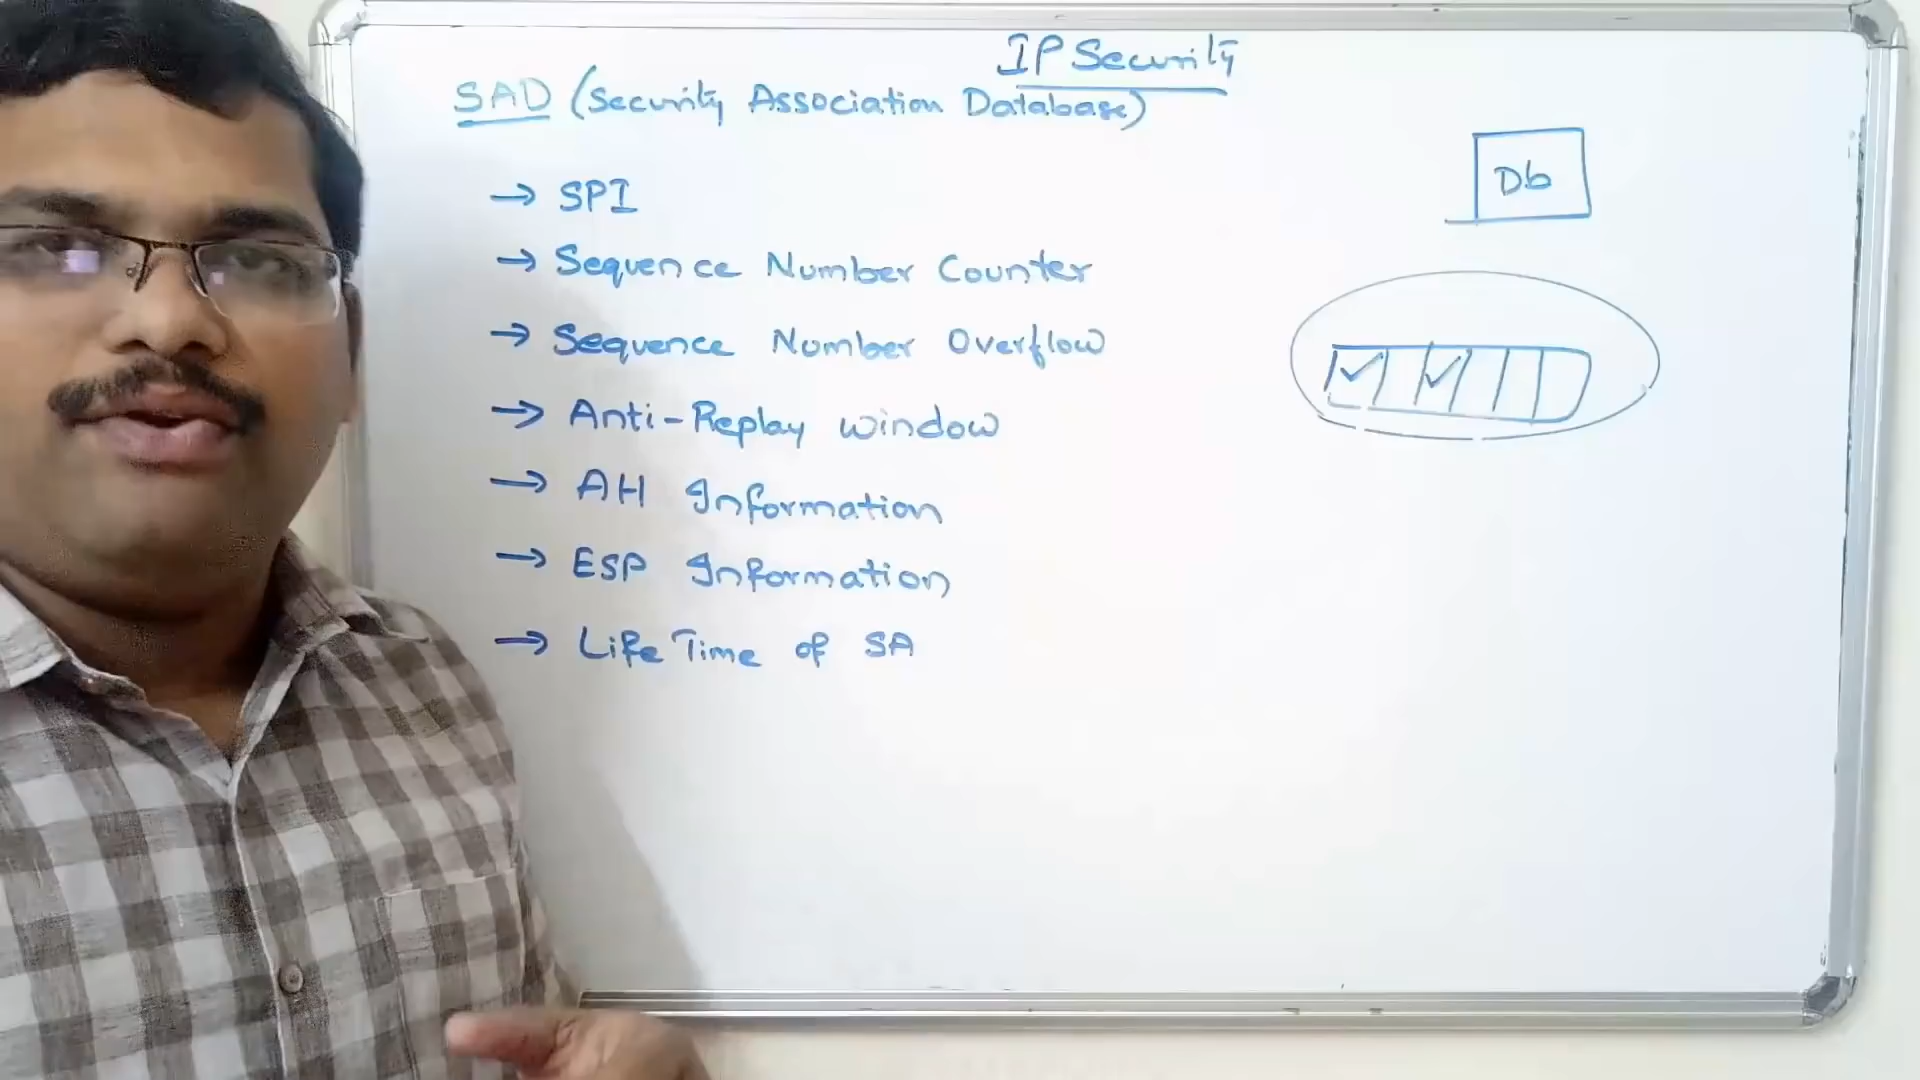 IP Security
SAD (Security Association Database)
→ SPI
→ Sequence Number Counter
→ Sequence Number Overflow
→ Anti-Replay window
→ AH Information
→ ESP Information
→ Life Time of SA
Db